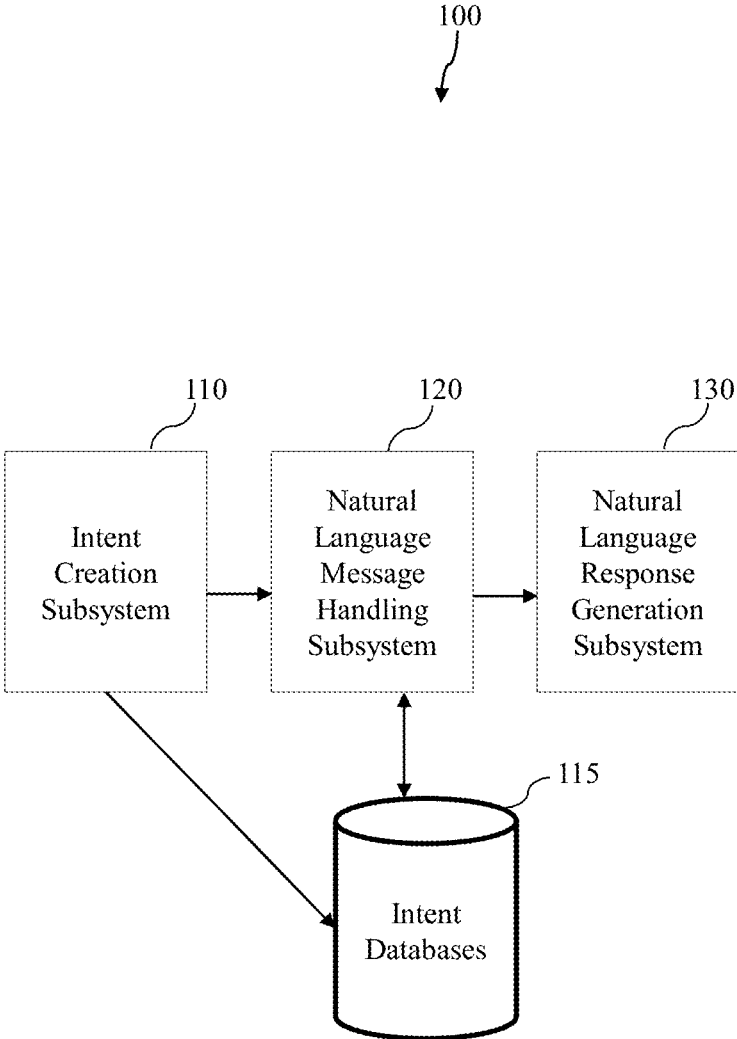 100
110
120
130
Intent
Creation
Subsystem
Natural
Language
Message
Handling
Subsystem
Natural
Language
Response
Generation
Subsystem
115
Intent
Databases